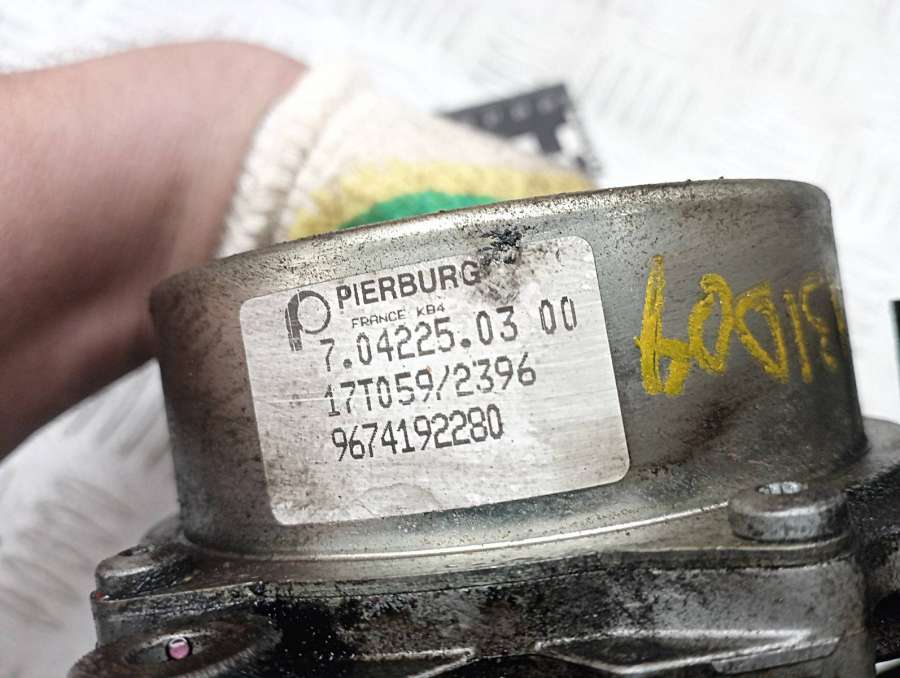 PIERBURG
FRANCE KB4
7.04225.03 00
17T059/2396
9674192280